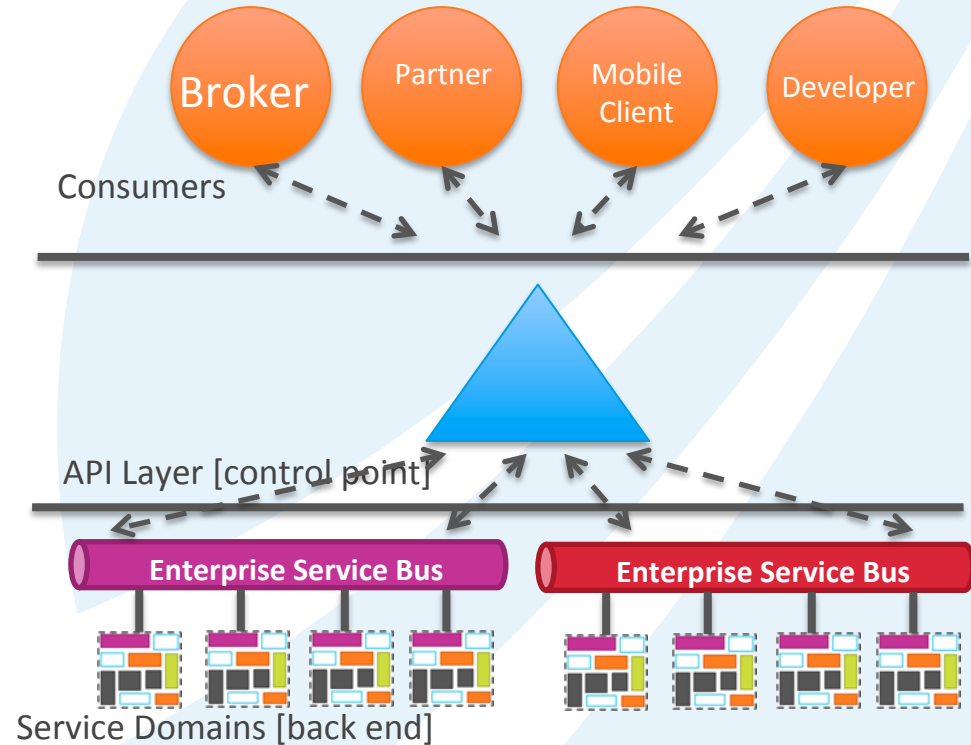 Broker
Partner
Mobile
Client
Developer
Consumers
API Layer [control point]
Enterprise Service Bus
Enterprise Service Bus
Service Domains [back end]